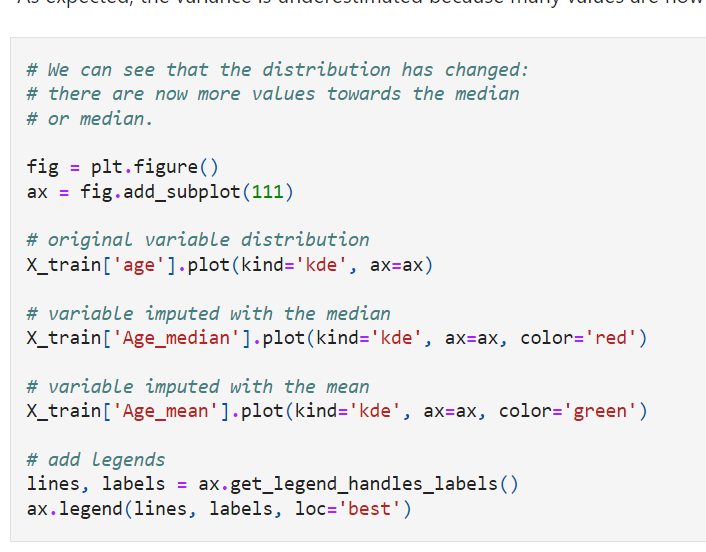 As expected, the variance is underestimated because many values are now
# We can see that the distribution has changed:
# there are now more values towards the median
# or median.
fig = plt.figure()
ax = fig.add_subplot(111)
# original variable distribution
X_train['age'].plot(kind='kde', ax=ax)
# variable imputed with the median
X_train['Age_median'].plot(kind='kde', ax=ax, color='red')
# variable imputed with the mean
X_train['Age_mean'].plot(kind='kde', ax=ax, color='green')
# add legends
lines, labels = ax.get_legend_handles_labels()
ax.legend(lines, labels, loc='best')